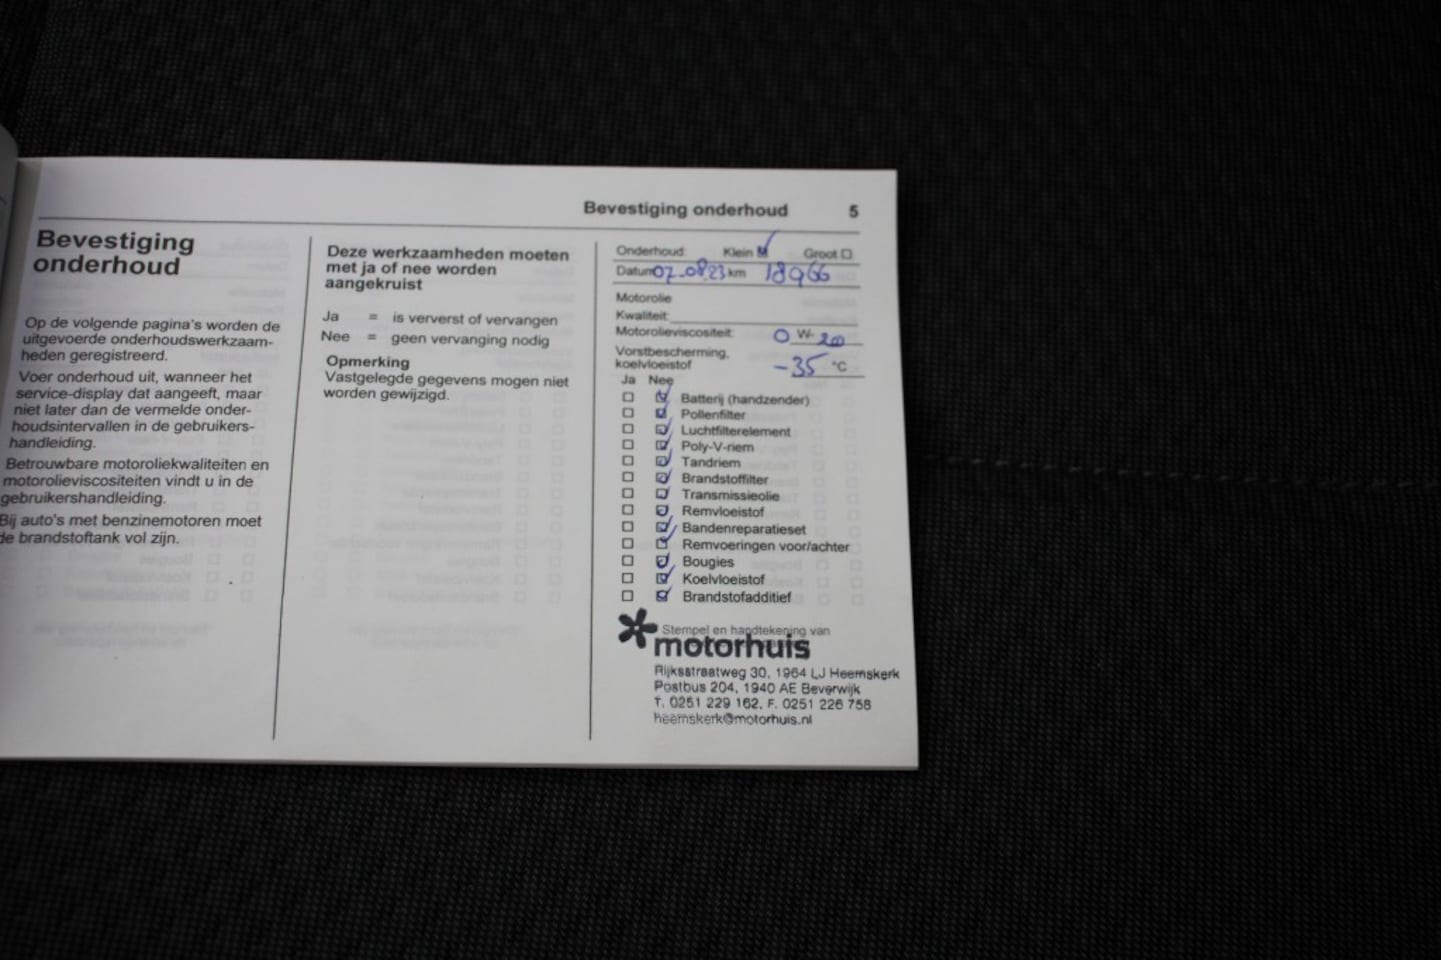 Bevestiging onderhoud 5
Bevestiging
onderhoud
Op de volgende pagina's worden de
uitgevoerde onderhoudswerkzaam-
heden geregistreerd.
Voer onderhoud uit, wanneer het
service-display dat aangeeft, maar
niet later dan de vermelde onder-
houdsintervallen in de gebruikers-
handleiding.
Betrouwbare motoroliekwaliteiten en
motorolieviscositeiten vindt u in de
gebruikershandleiding.
Bij auto's met benzinemotoren moet
de brandstoftank vol zijn.
Deze werkzaamheden moeten
met ja of nee worden
aangekruist
Ja = is ververst of vervangen
Nee = geen vervanging nodig
Opmerking
Vastgelegde gegevens mogen niet
worden gewijzigd.
Onderhoud: Klein Groot
Datum 07-08-23 km 18966
Motorolie
Kwaliteit:
Motorolieviscositeit: 0 W- 20
Vorstbescherming,
koelvloeistof -35 °C
Ja Nee
Batterij (handzender)
Pollenfilter
Luchtfilterelement
Poly-V-riem
Tandriem
Brandstoffilter
Transmissieolie
Remvloeistof
Bandenreparatieset
Remvoeringen voor/achter
Bougies
Koelvloeistof
Brandstofadditief
Stempel en handtekening van
motorhuis
Rijksstraatweg 30, 1964 LJ Heemskerk
Postbus 204, 1940 AE Beverwijk
T. 0251 229 162, F. 0251 226 758
heemskerk@motorhuis.nl